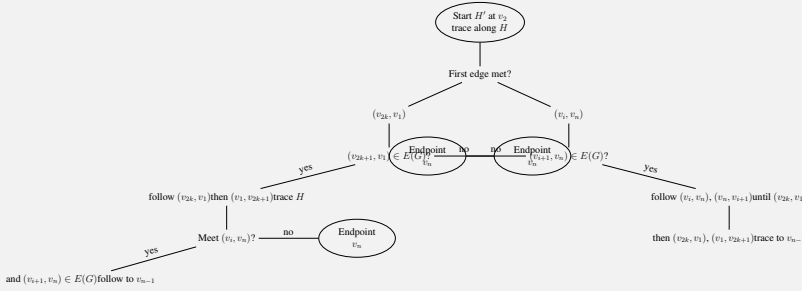 Start H′ at v₂
trace along H
First edge met?
(v₂ₖ, v₁)
(vᵢ, vₙ)
(v₂ₖ₊₁, v₁) ∈ E(G)?
Endpoint
vₙ
no
no
Endpoint
vₙ
(vᵢ₊₁, vₙ) ∈ E(G)?
yes
yes
follow (v₂ₖ, v₁)then (v₁, v₂ₖ₊₁)trace H
follow (vᵢ, vₙ), (vₙ, vᵢ₊₁)until (v₂ₖ, v₁
Meet (vᵢ, vₙ)?
no
Endpoint
vₙ
then (v₂ₖ, v₁), (v₁, v₂ₖ₊₁)trace to vₙ₋
yes
and (vᵢ₊₁, vₙ) ∈ E(G)follow to vₙ₋₁